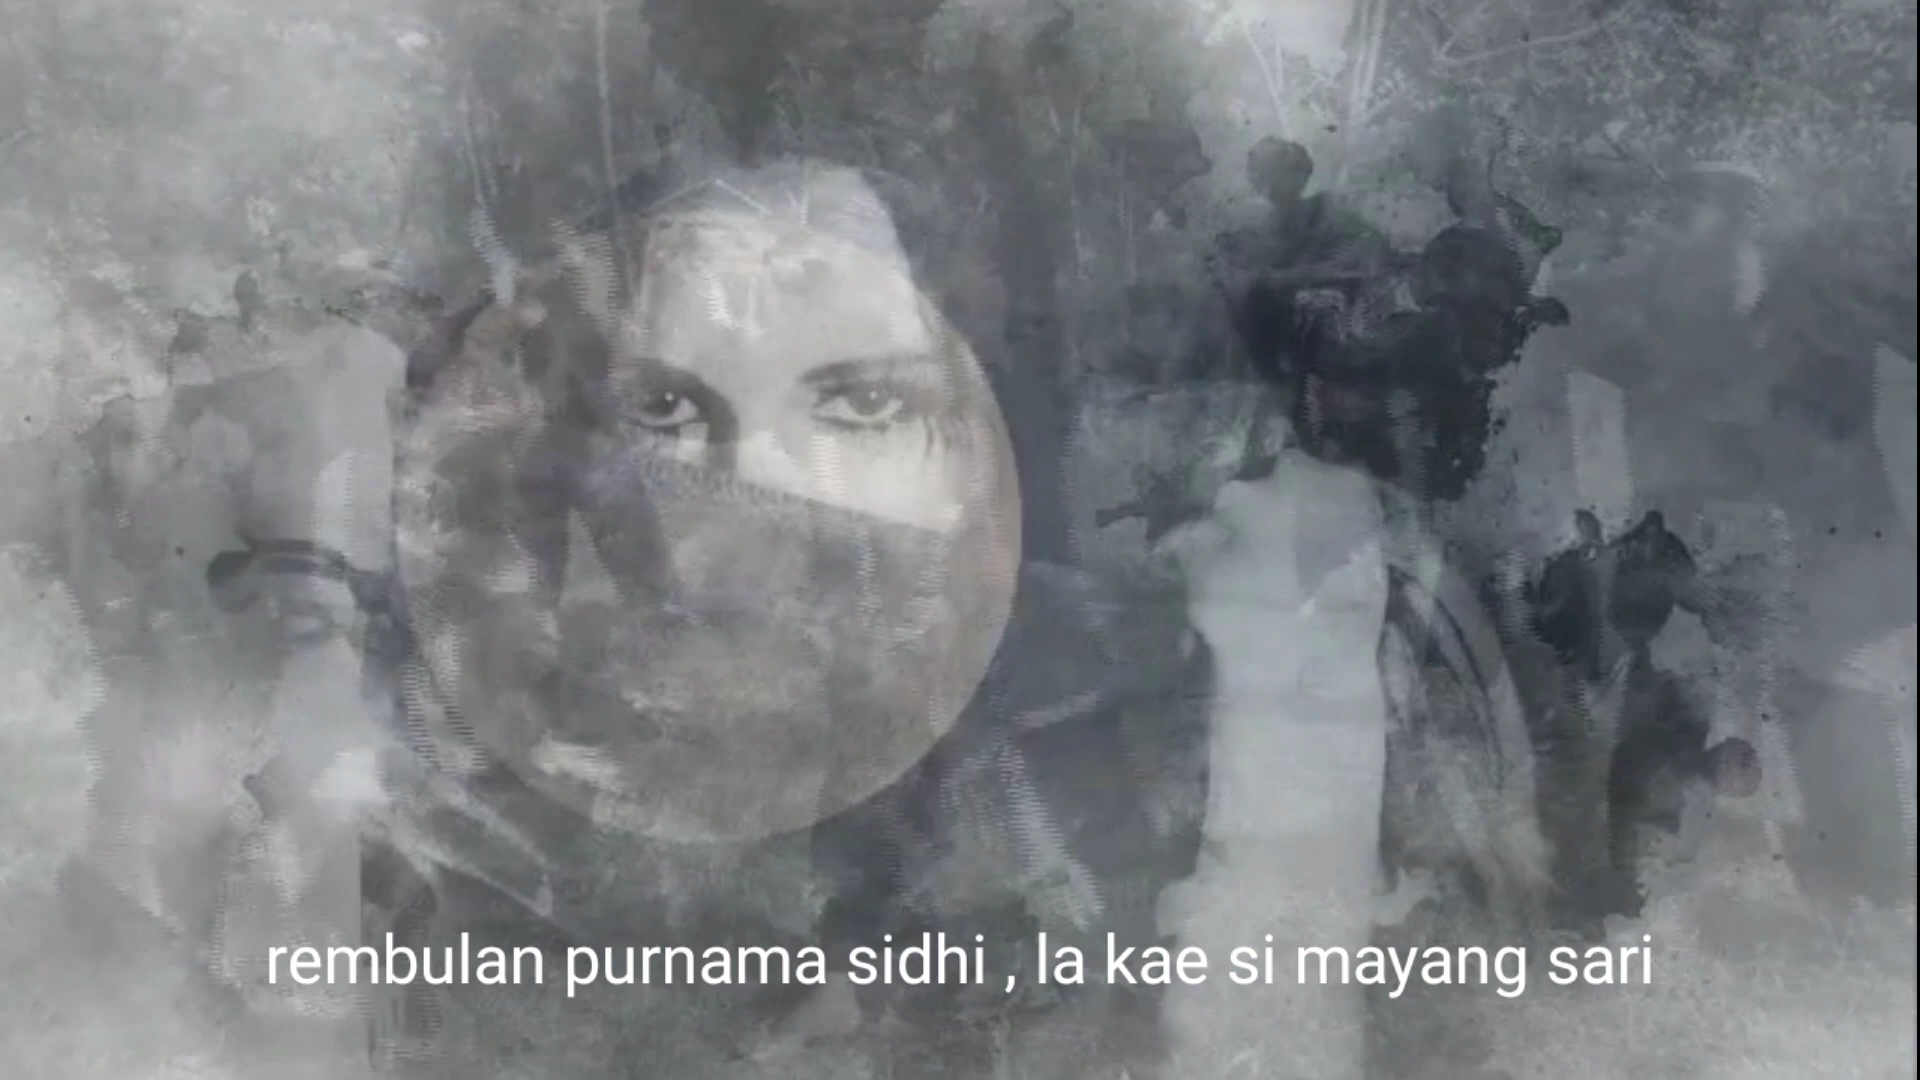 rembulan purnama sidhi , la kae si mayang sari